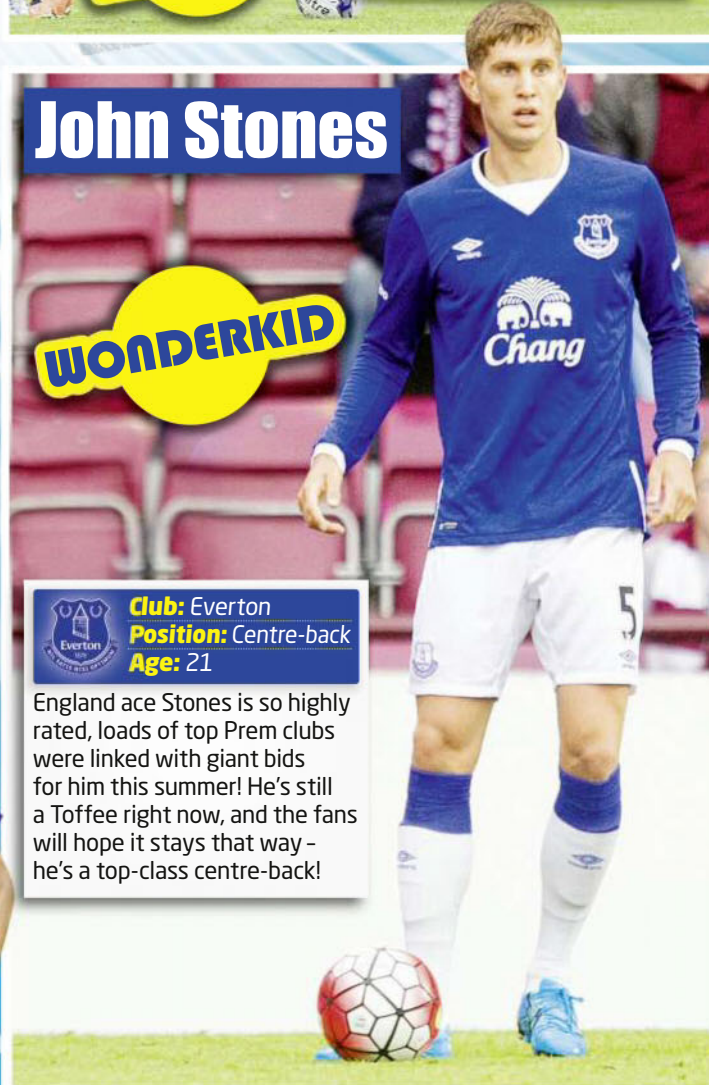 John Stones
WONDERKID
Chang
5
Everton
Club: Everton
Position: Centre-back
Age: 21
England ace Stones is so highly
rated, loads of top Prem clubs
were linked with giant bids
for him this summer! He's still
a Toffee right now, and the fans
will hope it stays that way –
he's a top-class centre-back!